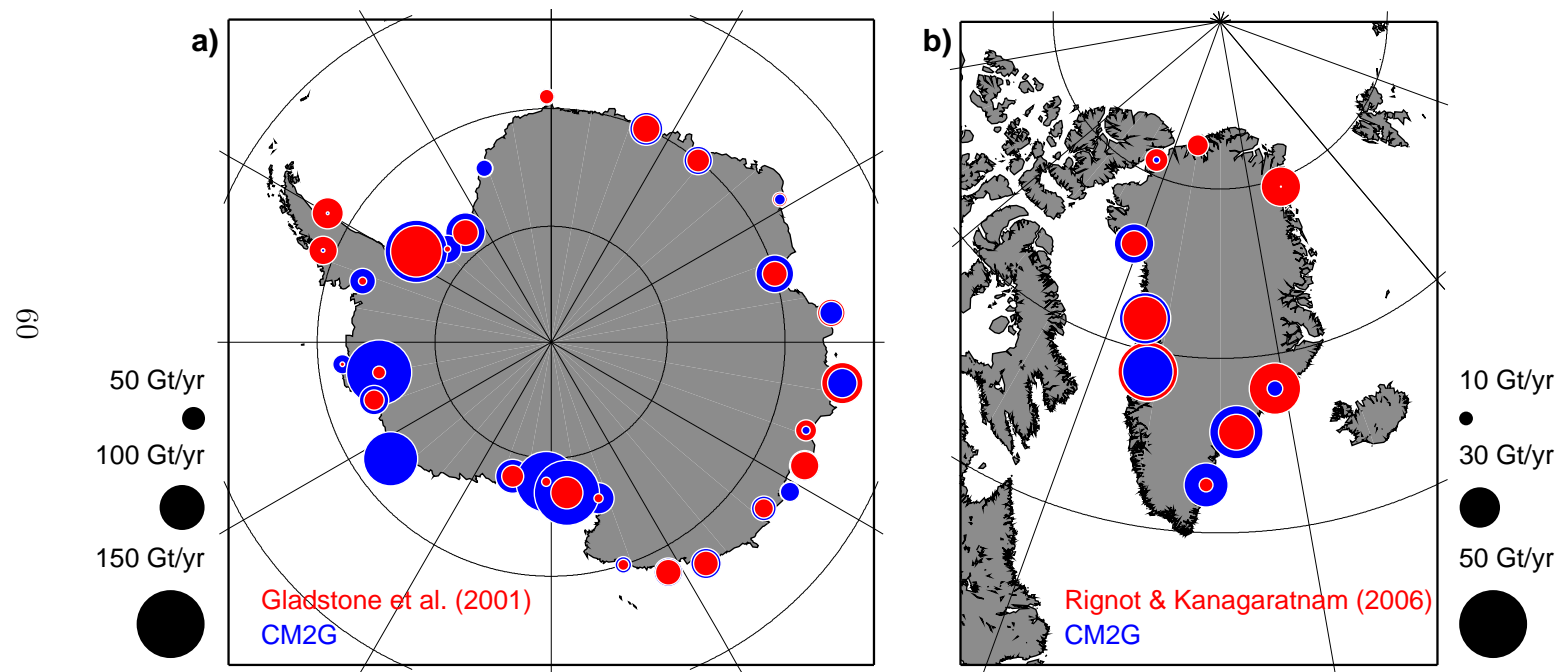 a)
b)
60
50 Gt/yr
100 Gt/yr
150 Gt/yr
Gladstone et al. (2001)
CM2G
10 Gt/yr
30 Gt/yr
50 Gt/yr
Rignot & Kanagaratnam (2006)
CM2G